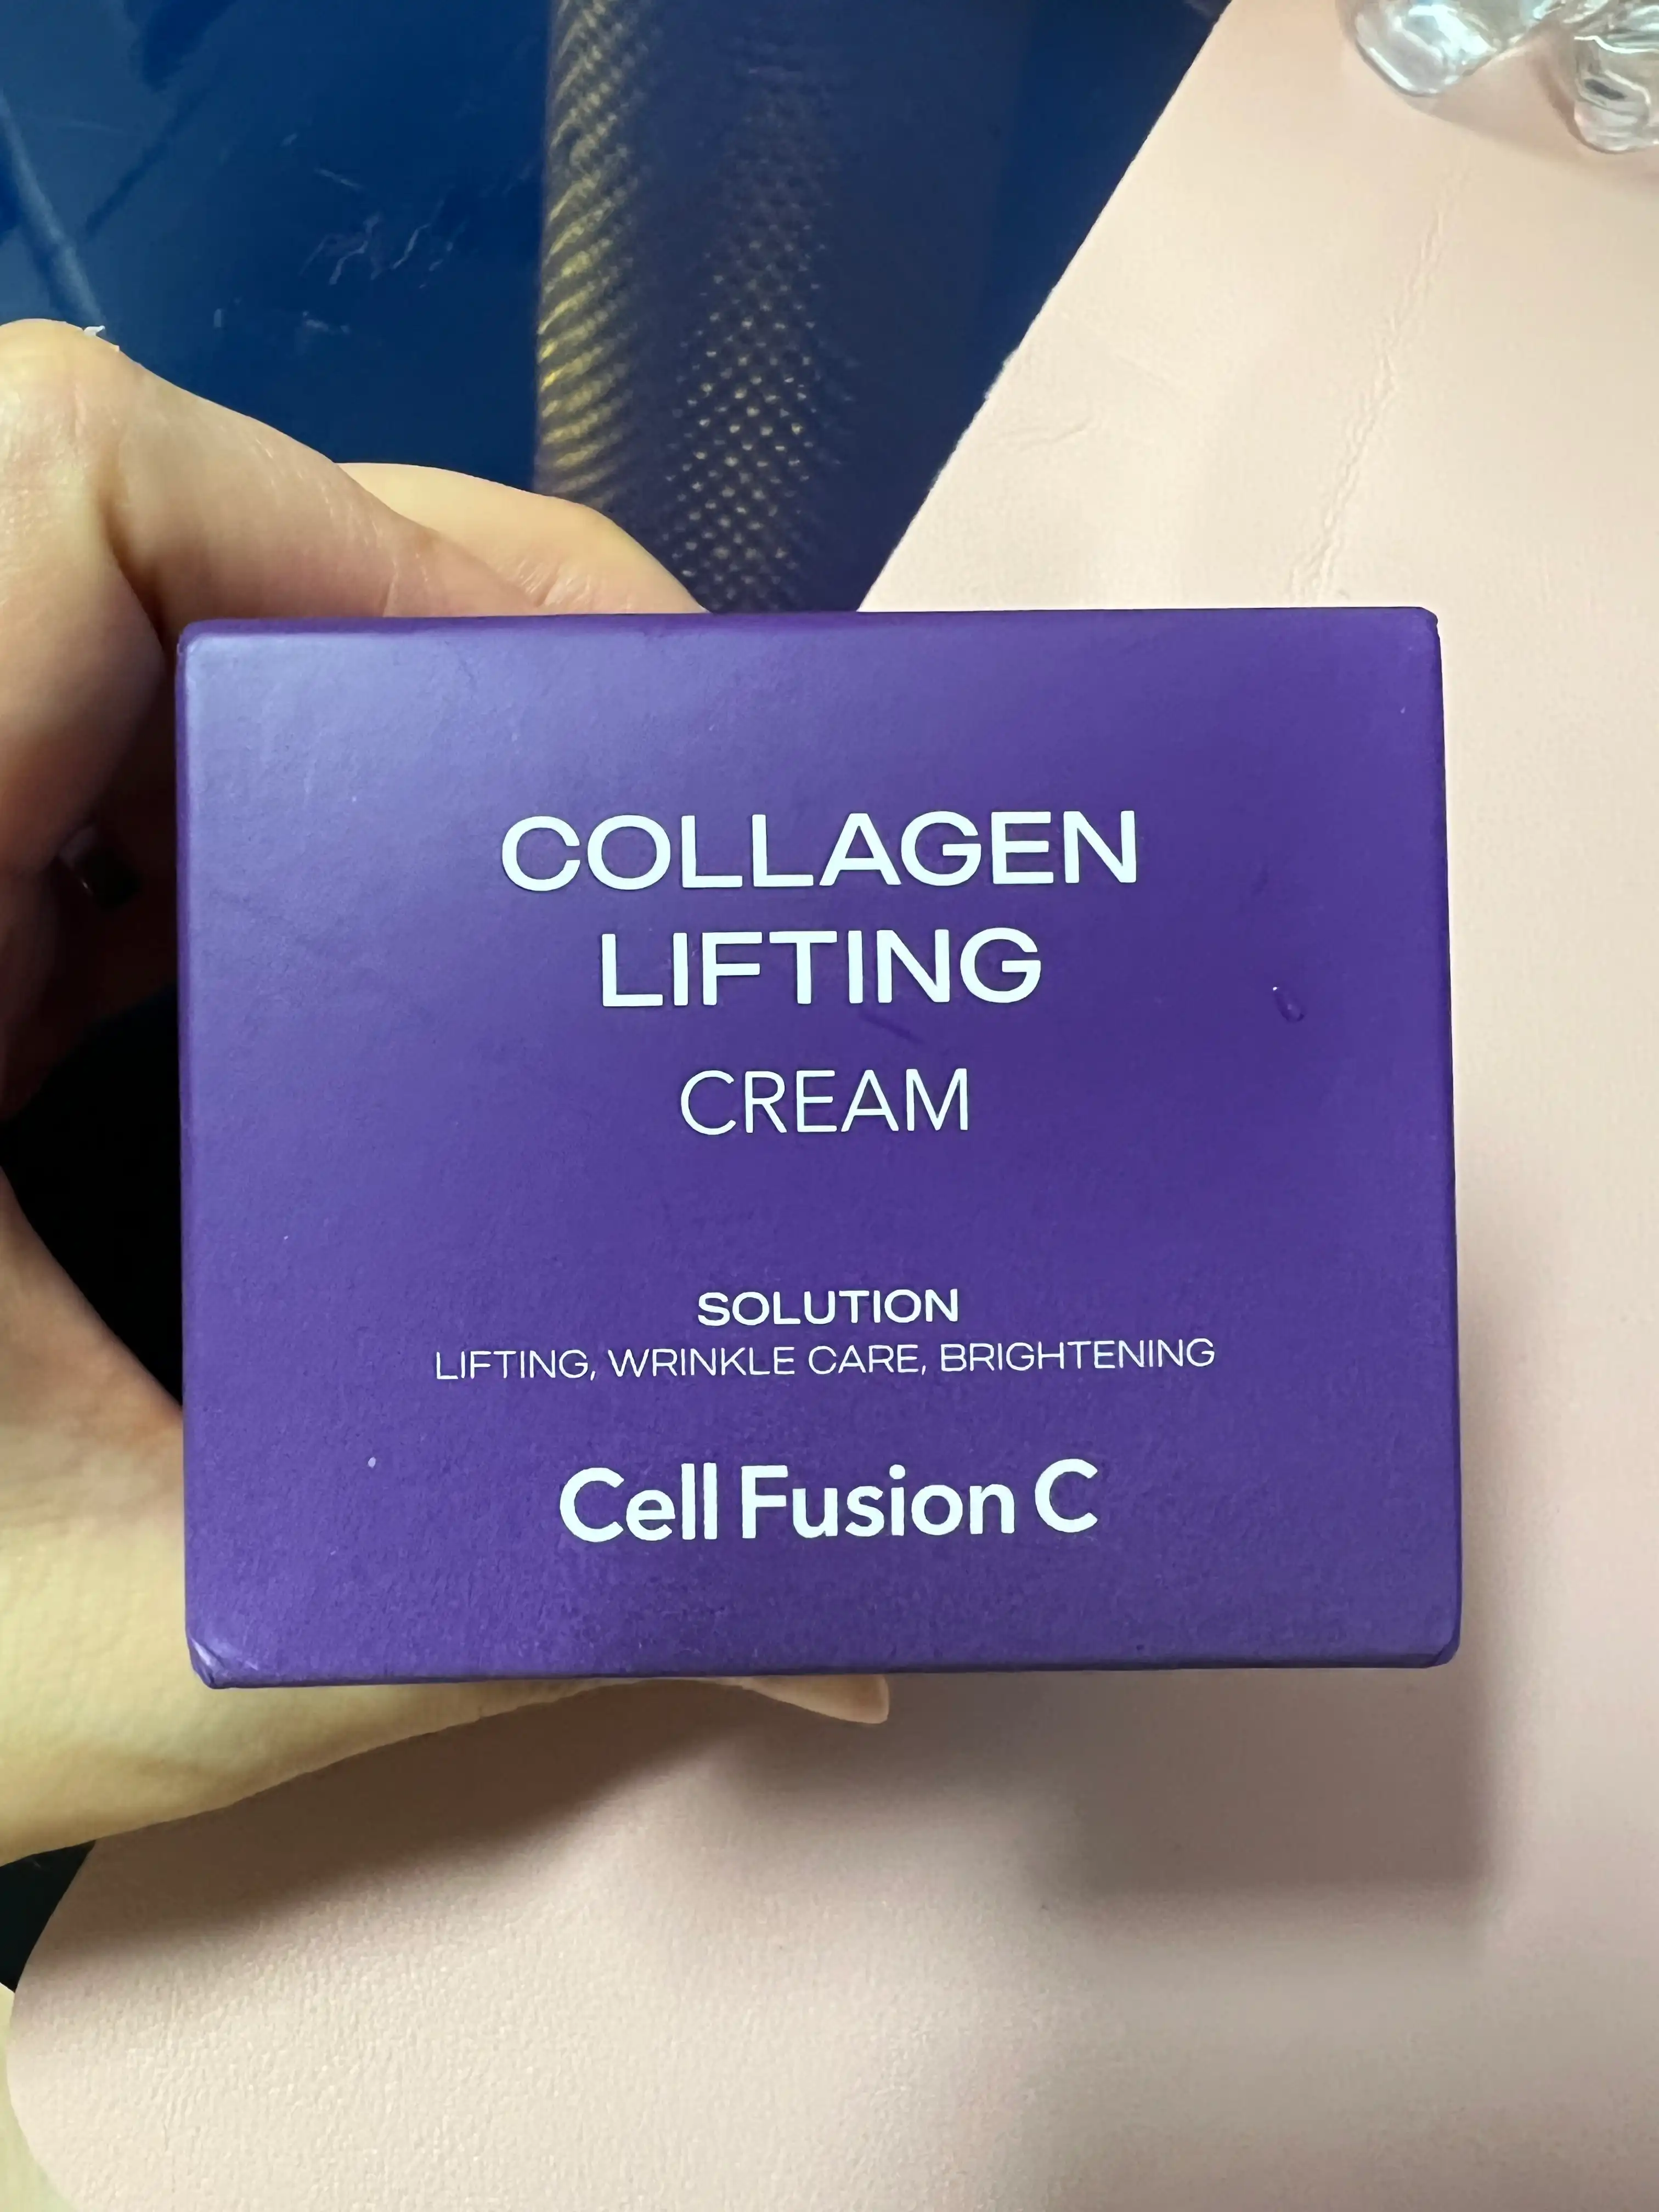 COLLAGEN
LIFTING
CREAM
SOLUTION
LIFTING, WRINKLE CARE, BRIGHTENING
Cell Fusion C